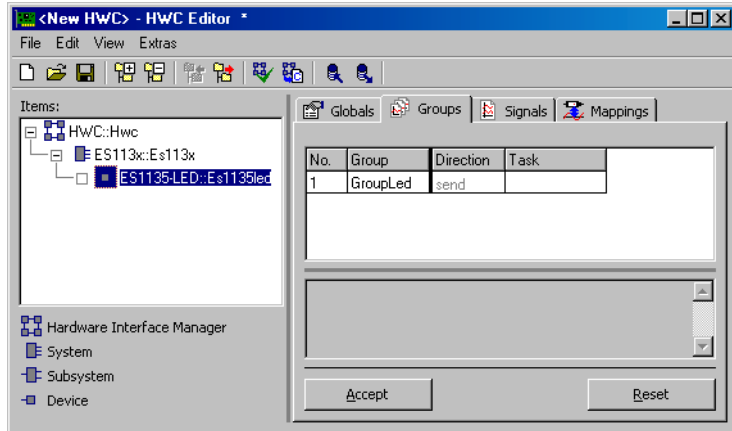 <New HWC> - HWC Editor *
File Edit View Extras
Items:
HWC::Hwc
ES113x::Es113x
ES1135-LED::Es1135led
Hardware Interface Manager
System
Subsystem
Device
Globals Groups Signals Mappings
No. Group Direction Task
1 GroupLed send
Accept Reset